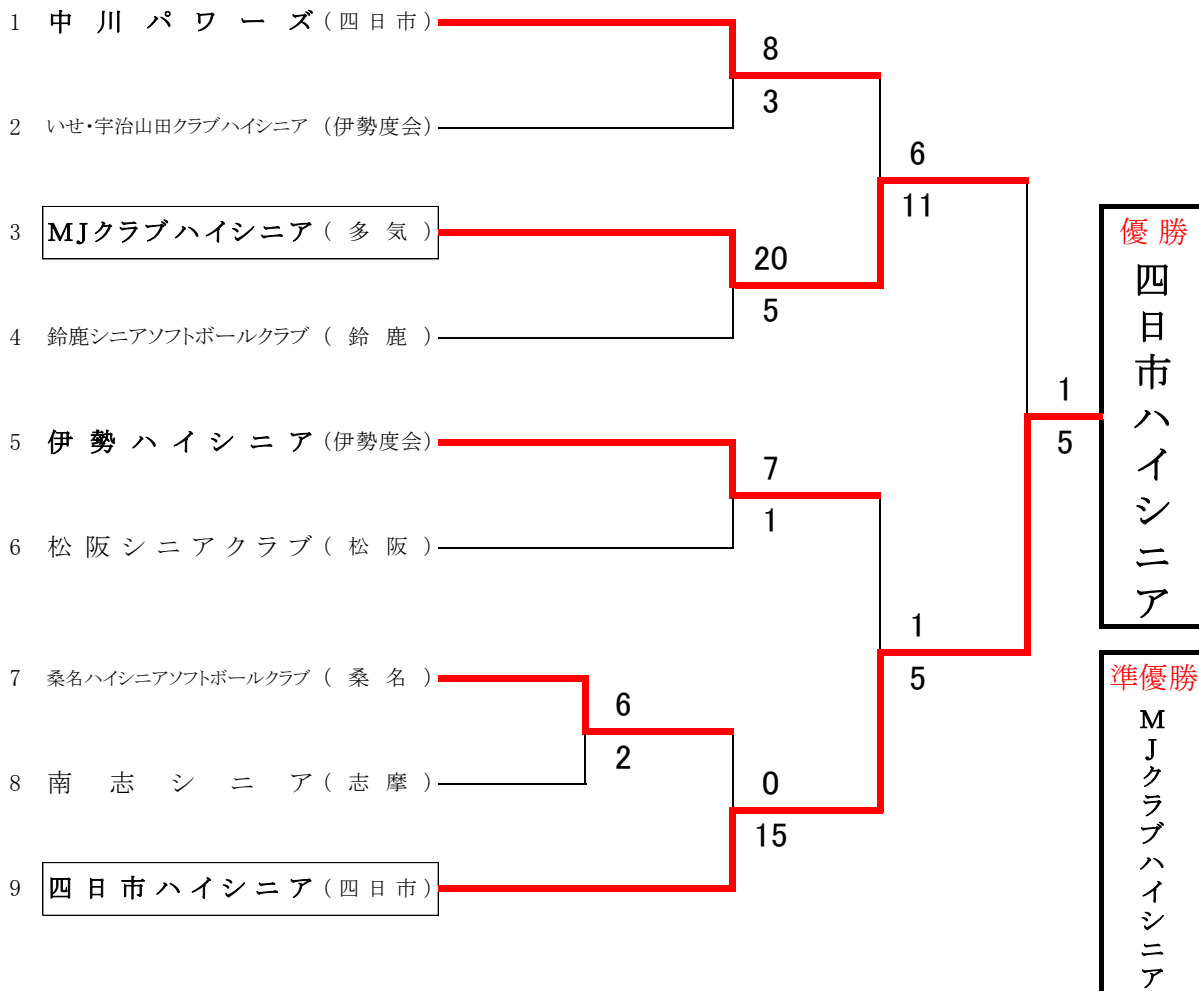 1 中川パワーズ(四日市)
8
3
2 いせ・宇治山田クラブハイシニア (伊勢度会)
6
11
3 MJクラブハイシニア(多気)
20
5
4 鈴鹿シニアソフトボールクラブ (鈴鹿)
1
5
5 伊勢ハイシニア(伊勢度会)
7
1
6 松阪シニアクラブ(松阪)
1
5
7 桑名ハイシニアソフトボールクラブ (桑名)
6
2
8 南志シニア(志摩)
0
15
9 四日市ハイシニア(四日市)
優勝
四日市ハイシニア
準優勝
MJクラブハイシニア